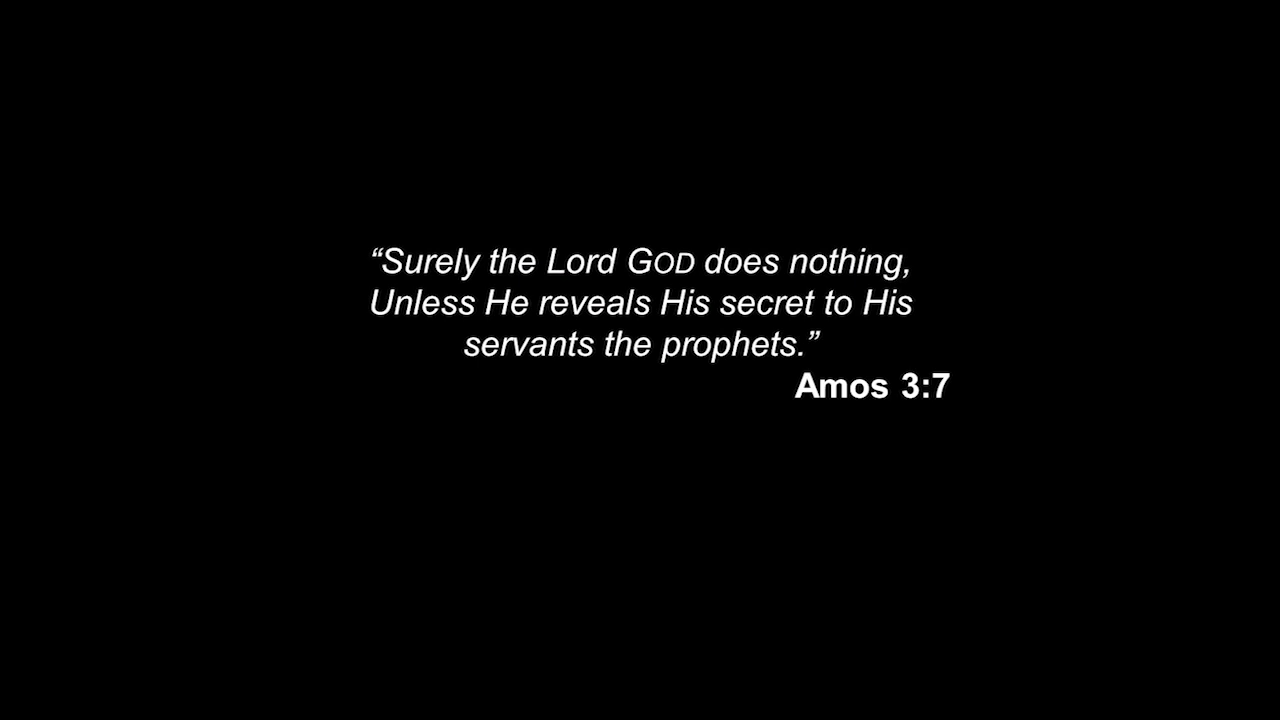 “Surely the Lord GOD does nothing,
Unless He reveals His secret to His
servants the prophets.”
Amos 3:7